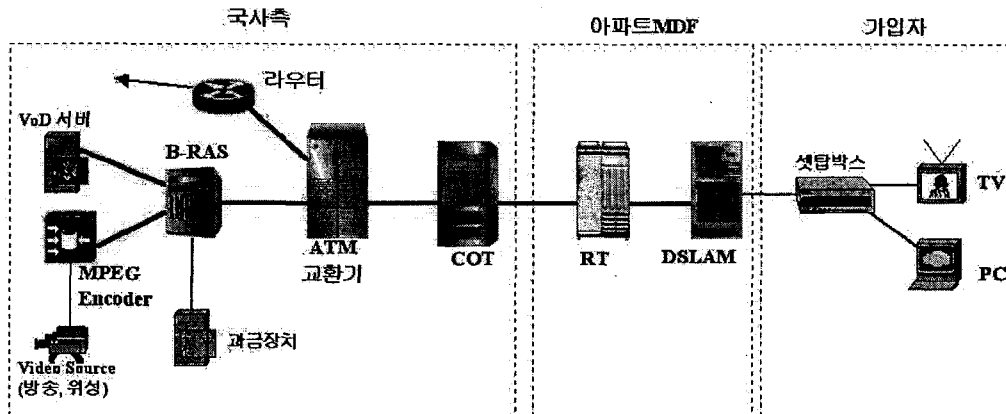 국사측
아파트MDF
가입자
라우터
VoD 서버
B-RAS
셋탑박스
TV
ATM
교환기
COT
RT
DSLAM
PC
MPEG
Encoder
과금장치
Video Source
(방송, 위성)